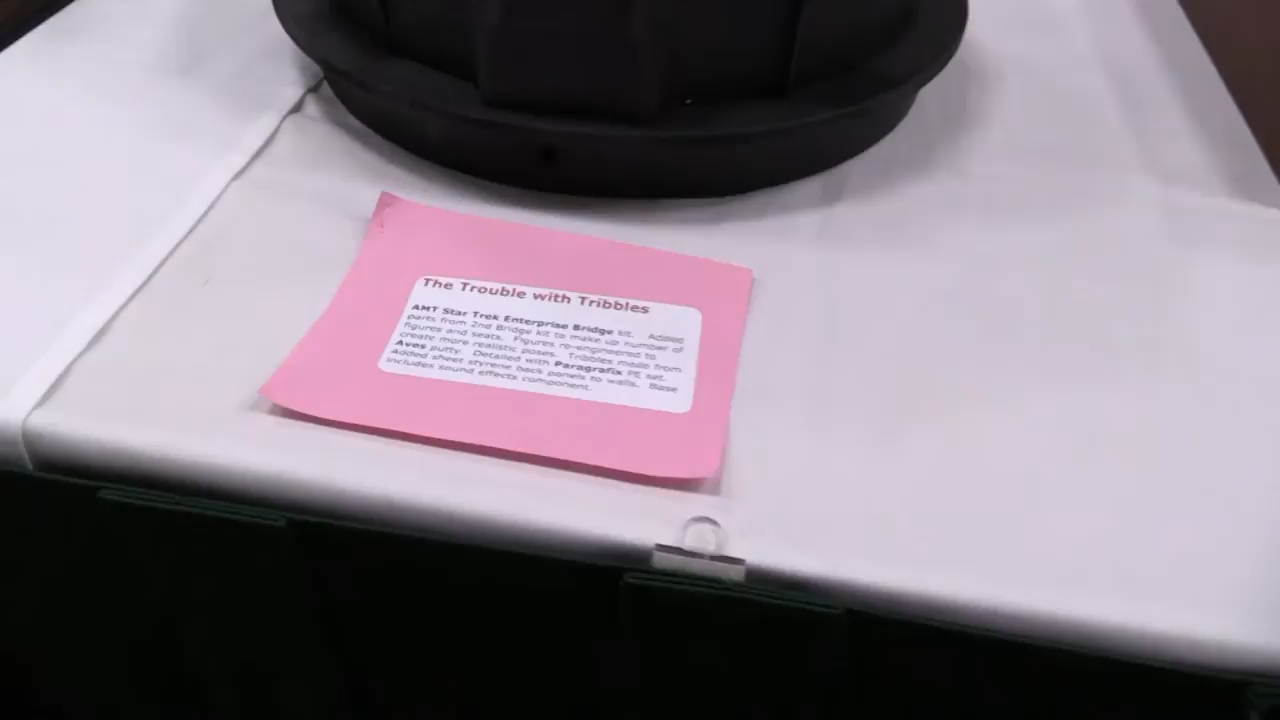 The Trouble with Tribbles
AMT Star Trek Enterprise Bridge kit. Added
parts from 2nd Bridge kit to make up number of
figures and seats. Figures re-engineered to
create more realistic poses. Tribbles made from
Aves putty. Detailed with Paragrafix PE set.
Added sheet styrene back panels to walls. Base
includes sound effects component.